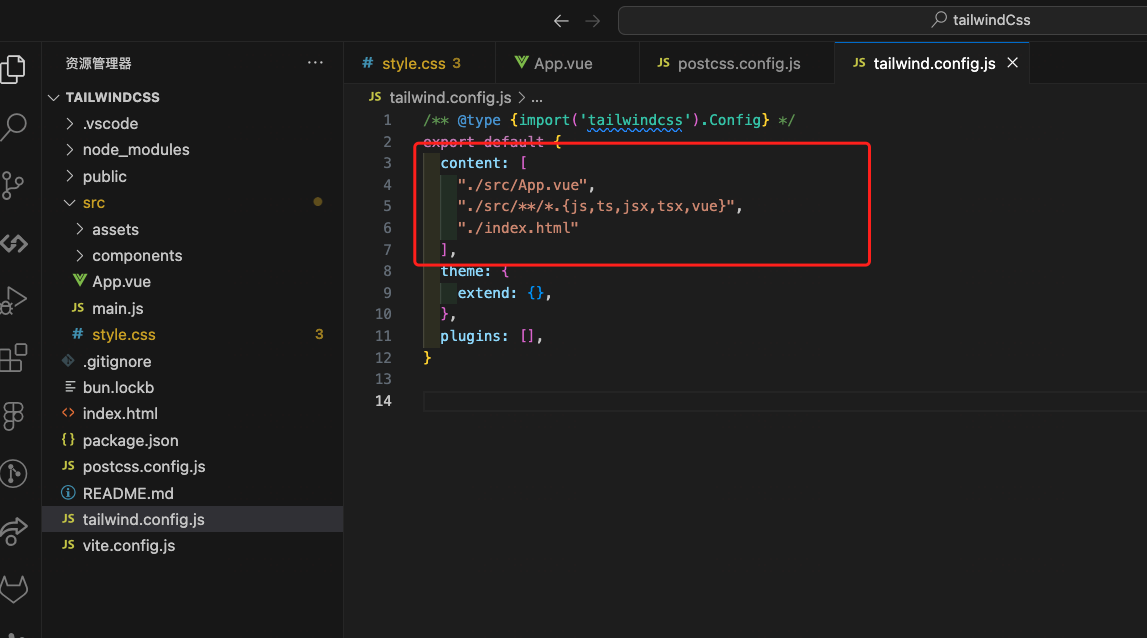 tailwindCss
资源管理器
TAILWINDCSS
.vscode
node_modules
public
src
assets
components
App.vue
JS main.js
# style.css 3
.gitignore
bun.lockb
<> index.html
{} package.json
JS postcss.config.js
README.md
JS tailwind.config.js
JS vite.config.js
# style.css 3
App.vue
JS postcss.config.js
JS tailwind.config.js
JS tailwind.config.js > ...
1 /** @type {import('tailwindcss').Config} */
2 export default {
3 content: [
4 "./src/App.vue",
5 "./src/**/*.{js,ts,jsx,tsx,vue}",
6 "./index.html"
7 ],
8 theme: {
9 extend: {},
10 },
11 plugins: [],
12 }
13
14